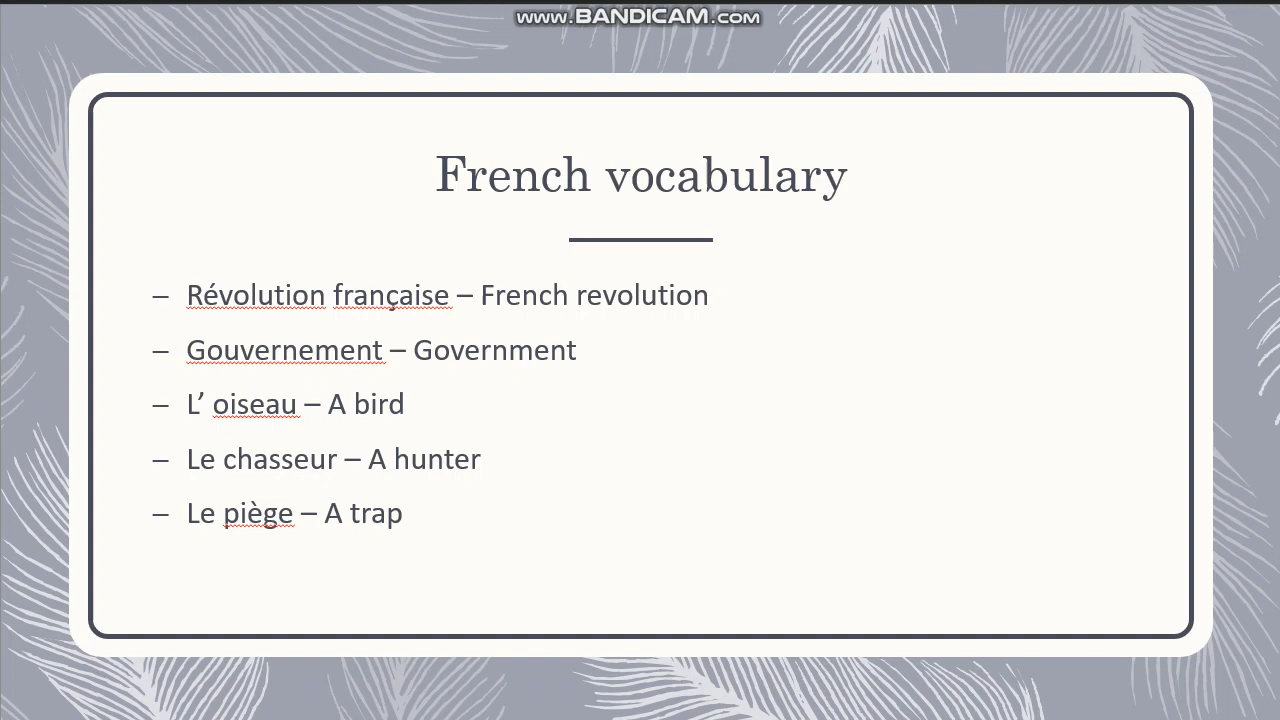 www.BANDICAM.com
French vocabulary
– Révolution française – French revolution
– Gouvernement – Government
– L’ oiseau – A bird
– Le chasseur – A hunter
– Le piège – A trap